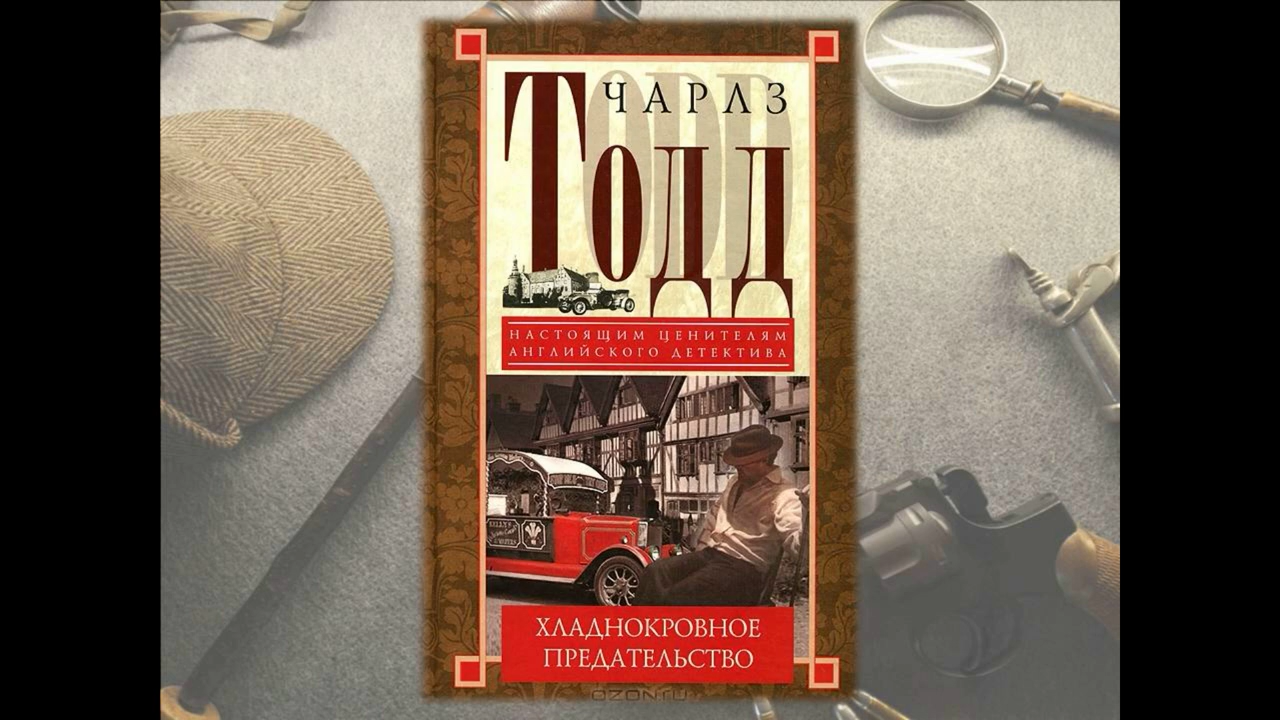 ЧАРЛЗ
ТОДД
НАСТОЯЩИМ ЦЕНИТЕЛЯМ
АНГЛИЙСКОГО ДЕТЕКТИВА
ХЛАДНОКРОВНОЕ
ПРЕДАТЕЛЬСТВО
OZON.RU